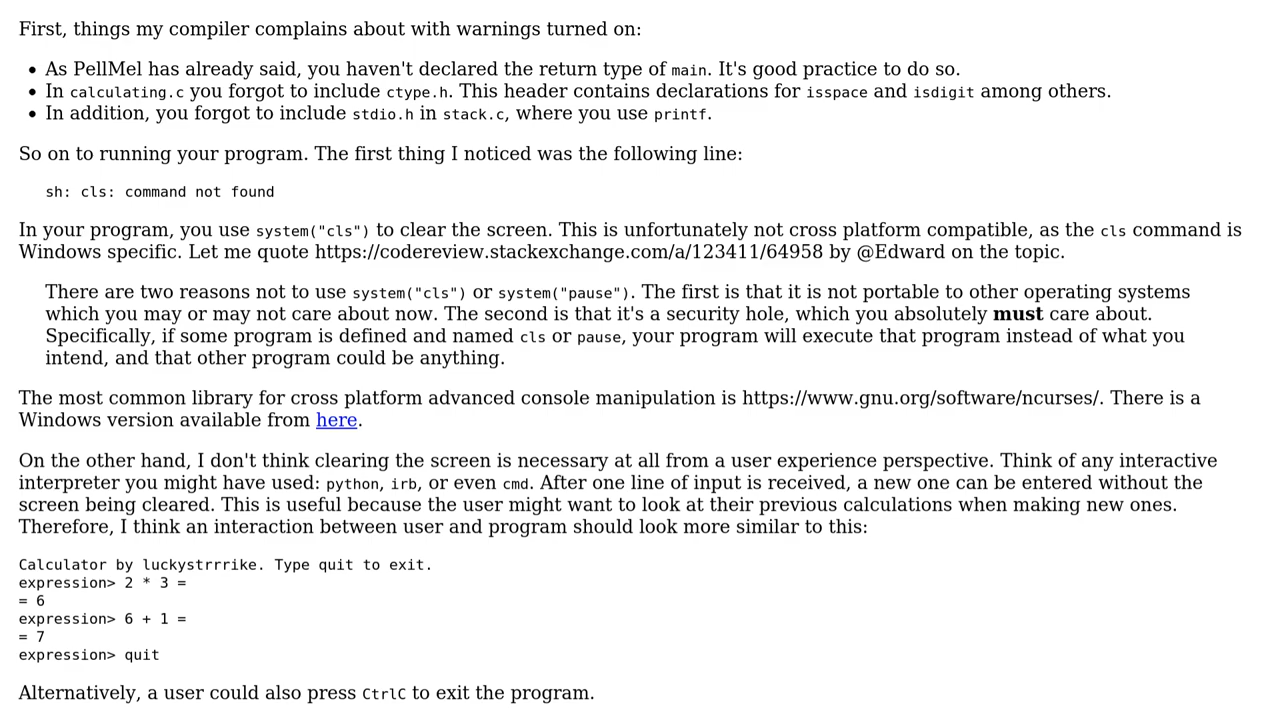 First, things my compiler complains about with warnings turned on:
• As PellMel has already said, you haven't declared the return type of main. It's good practice to do so.
• In calculating.c you forgot to include ctype.h. This header contains declarations for isspace and isdigit among others.
• In addition, you forgot to include stdio.h in stack.c, where you use printf.
So on to running your program. The first thing I noticed was the following line:
sh: cls: command not found
In your program, you use system("cls") to clear the screen. This is unfortunately not cross platform compatible, as the cls command is
Windows specific. Let me quote https://codereview.stackexchange.com/a/123411/64958 by @Edward on the topic.
There are two reasons not to use system("cls") or system("pause"). The first is that it is not portable to other operating systems
which you may or may not care about now. The second is that it's a security hole, which you absolutely must care about.
Specifically, if some program is defined and named cls or pause, your program will execute that program instead of what you
intend, and that other program could be anything.
The most common library for cross platform advanced console manipulation is https://www.gnu.org/software/ncurses/. There is a
Windows version available from here.
On the other hand, I don't think clearing the screen is necessary at all from a user experience perspective. Think of any interactive
interpreter you might have used: python, irb, or even cmd. After one line of input is received, a new one can be entered without the
screen being cleared. This is useful because the user might want to look at their previous calculations when making new ones.
Therefore, I think an interaction between user and program should look more similar to this:
Calculator by luckystrrrike. Type quit to exit.
expression> 2 * 3 =
= 6
expression> 6 + 1 =
= 7
expression> quit
Alternatively, a user could also press CtrlC to exit the program.